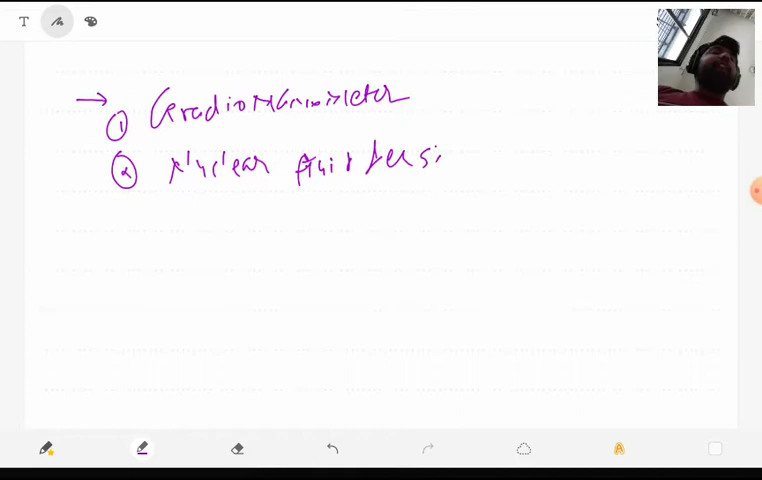 → ① Gradiomanometer
② Nuclear fluid densi